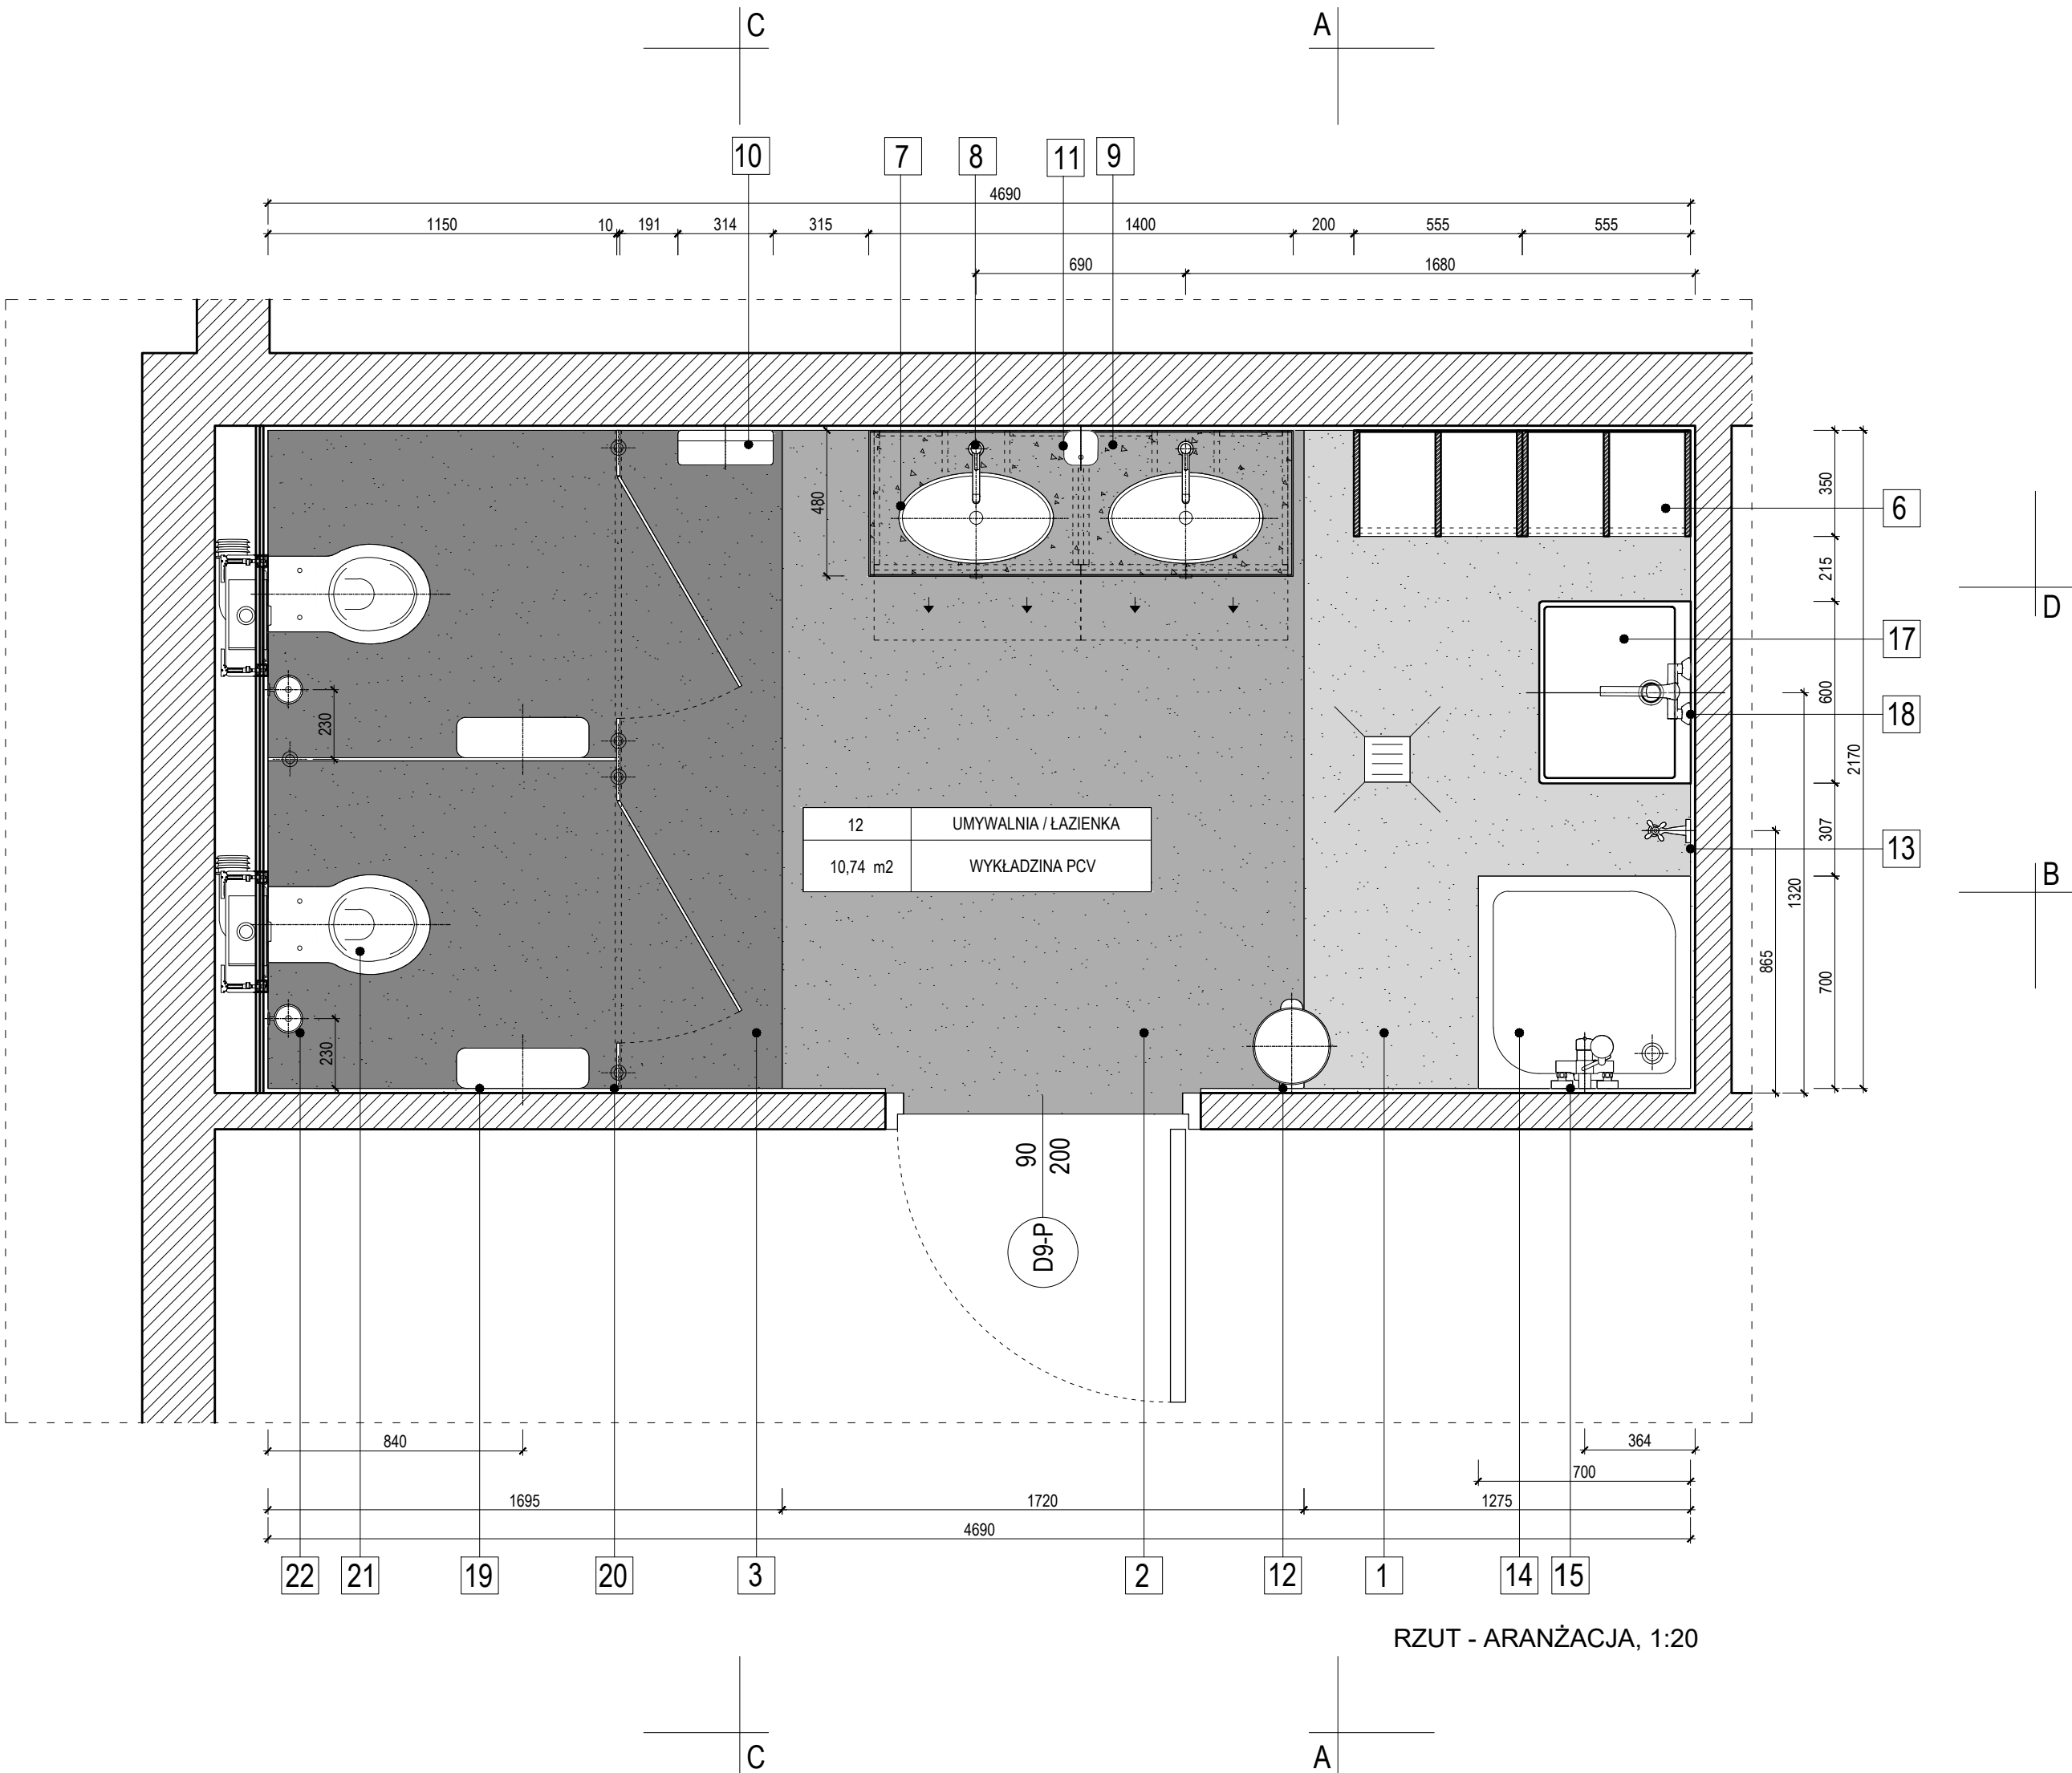 C A
10 7 8 11 9
4690
1150 10 191 314 315 1400 200 555 555
690 1680
480
350
6
215
D
17
230
600
18
2170
12 UMYWALNIA / ŁAZIENKA
10,74 m2 WYKŁADZINA PCV
307
13
1320
B
865
700
230
90
200
D9-P
840 364
700
1695 1720 1275
4690
22 21 19 20 3 2 12 1 14 15
RZUT - ARANŻACJA, 1:20
C A